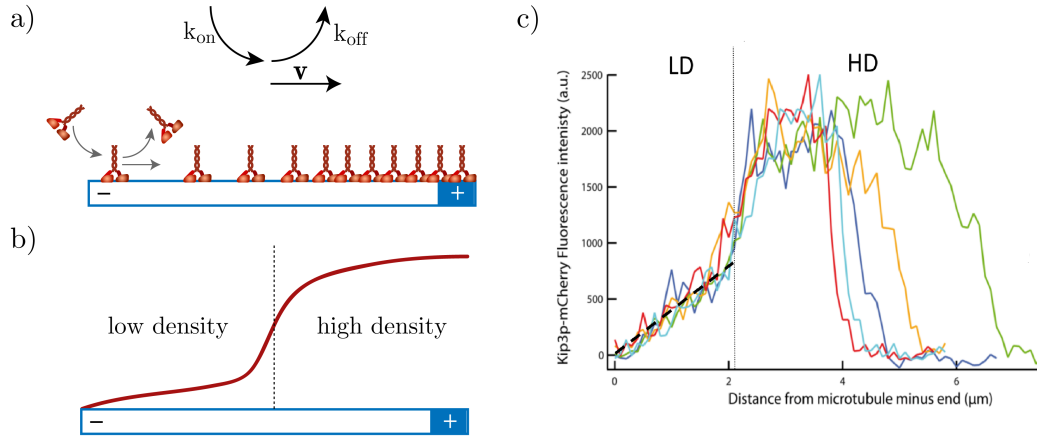 a)
k_on
k_off
v
−
+
b)
low density
high density
−
+
c)
LD
HD
Kip3p-mCherry Fluorescence intenisty (a.u.)
2500
2000
1500
1000
500
0
0
2
4
6
Distance from microtubule minus end (μm)